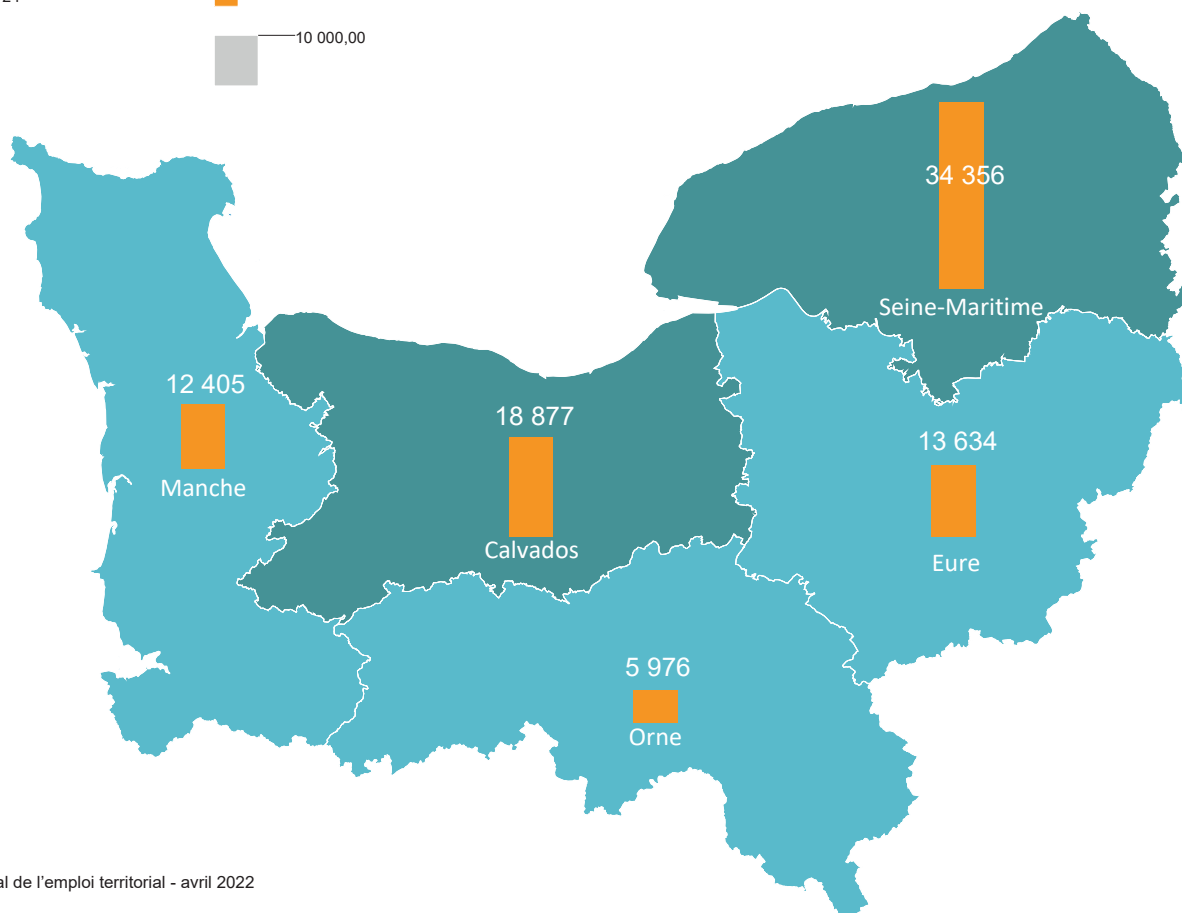 10 000,00
34 356
Seine-Maritime
12 405
Manche
18 877
Calvados
13 634
Eure
5 976
Orne
de l'emploi territorial - avril 2022